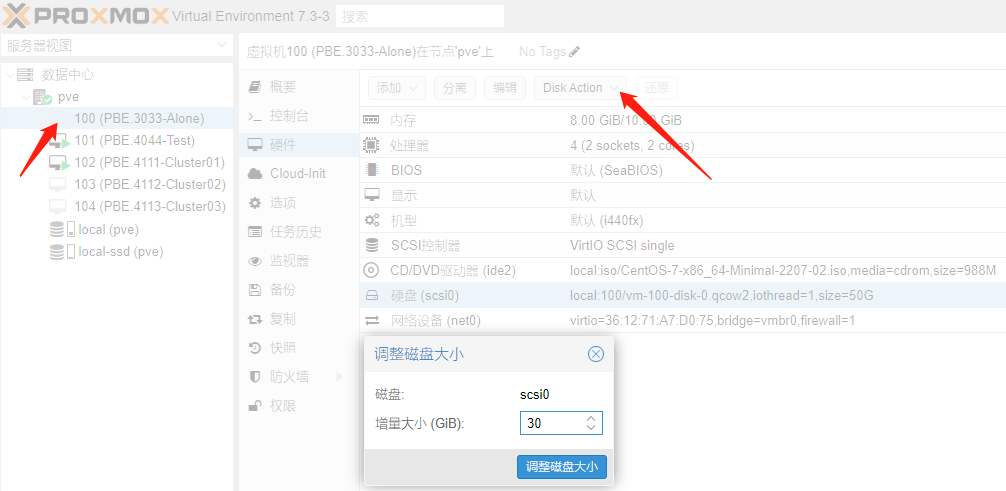 PROXMOX Virtual Environment 7.3-3 搜索
服务器视图
数据中心
pve
100 (PBE.3033-Alone)
101 (PBE.4044-Test)
102 (PBE.4111-Cluster01)
103 (PBE.4112-Cluster02)
104 (PBE.4113-Cluster03)
local (pve)
local-ssd (pve)
虚拟机100 (PBE.3033-Alone)在节点'pve'上 No Tags
概要
控制台
硬件
Cloud-Init
选项
任务历史
监视器
备份
复制
快照
防火墙
权限
添加 分离 编辑 Disk Action 还原
内存 8.00 GiB/10.00 GiB
处理器 4 (2 sockets, 2 cores)
BIOS 默认 (SeaBIOS)
显示 默认
机型 默认 (i440fx)
SCSI控制器 VirtIO SCSI single
CD/DVD驱动器 (ide2) local:iso/CentOS-7-x86_64-Minimal-2207-02.iso,media=cdrom,size=988M
硬盘 (scsi0) local:100/vm-100-disk-0.qcow2,iothread=1,size=50G
网络设备 (net0) virtio=36:12:71:A7:D0:75,bridge=vmbr0,firewall=1
调整磁盘大小
磁盘: scsi0
增量大小 (GiB): 30
调整磁盘大小